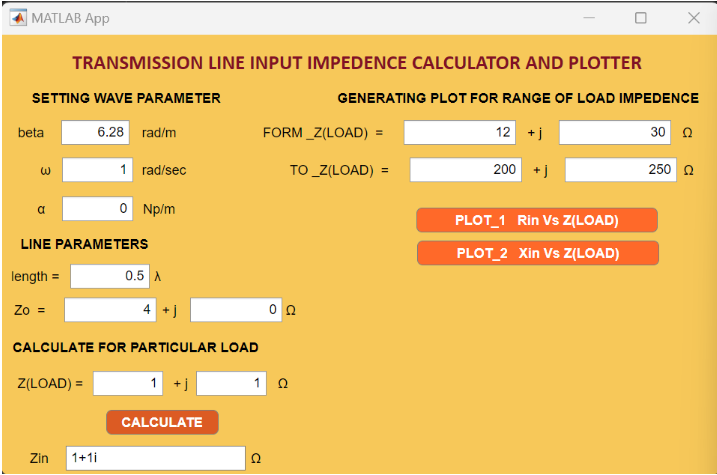 MATLAB App
TRANSMISSION LINE INPUT IMPEDENCE CALCULATOR AND PLOTTER
SETTING WAVE PARAMETER
beta 6.28 rad/m
ω 1 rad/sec
α 0 Np/m
LINE PARAMETERS
length = 0.5 λ
Zo = 4 + j 0 Ω
CALCULATE FOR PARTICULAR LOAD
Z(LOAD) = 1 + j 1 Ω
CALCULATE
Zin 1+1i Ω
GENERATING PLOT FOR RANGE OF LOAD IMPEDENCE
FORM _Z(LOAD) = 12 + j 30 Ω
TO _Z(LOAD) = 200 + j 250 Ω
PLOT_1 Rin Vs Z(LOAD)
PLOT_2 Xin Vs Z(LOAD)